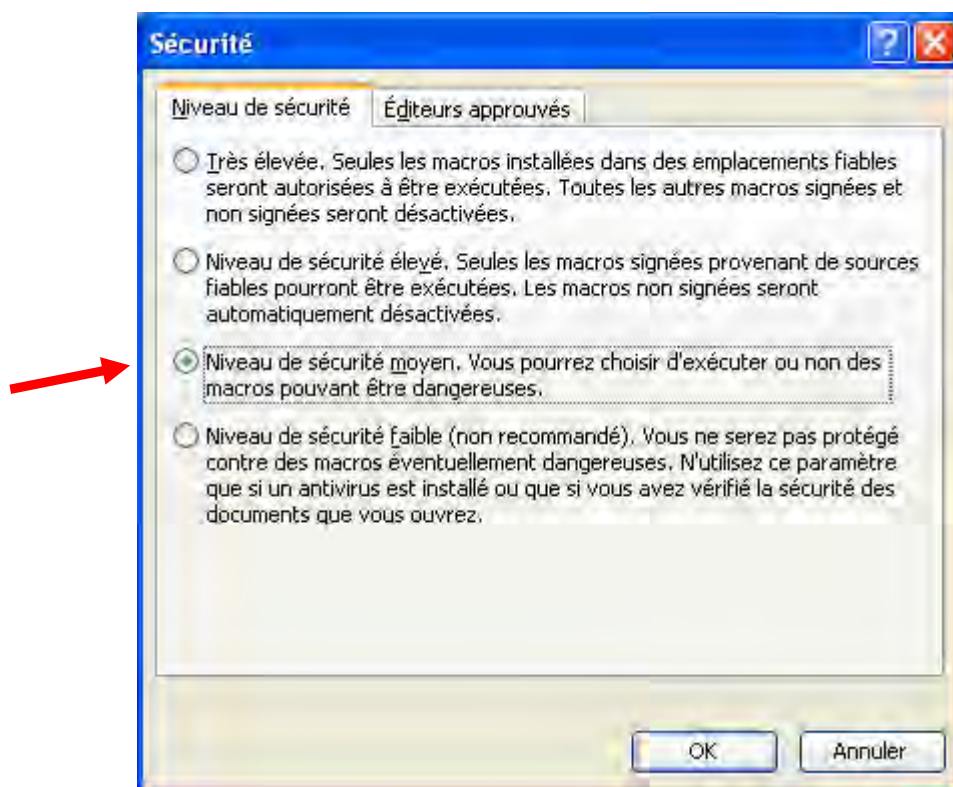 Sécurité
Niveau de sécurité
Éditeurs approuvés
Très élevée. Seules les macros installées dans des emplacements fiables
seront autorisées à être exécutées. Toutes les autres macros signées et
non signées seront désactivées.
Niveau de sécurité élevé. Seules les macros signées provenant de sources
fiables pourront être exécutées. Les macros non signées seront
automatiquement désactivées.
Niveau de sécurité moyen. Vous pourrez choisir d'exécuter ou non des
macros pouvant être dangereuses.
Niveau de sécurité faible (non recommandé). Vous ne serez pas protégé
contre des macros éventuellement dangereuses. N'utilisez ce paramètre
que si un antivirus est installé ou que si vous avez vérifié la sécurité des
documents que vous ouvrez.
OK
Annuler